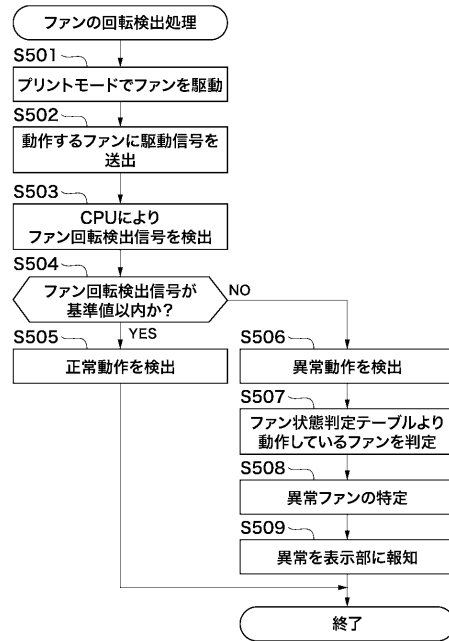 ファンの回転検出処理
S501
プリントモードでファンを駆動
S502
動作するファンに駆動信号を
送出
S503
CPUにより
ファン回転検出信号を検出
S504
ファン回転検出信号が
基準値以内か?
NO
YES
S505
正常動作を検出
S506
異常動作を検出
S507
ファン状態判定テーブルより
動作しているファンを判定
S508
異常ファンの特定
S509
異常を表示部に報知
終了